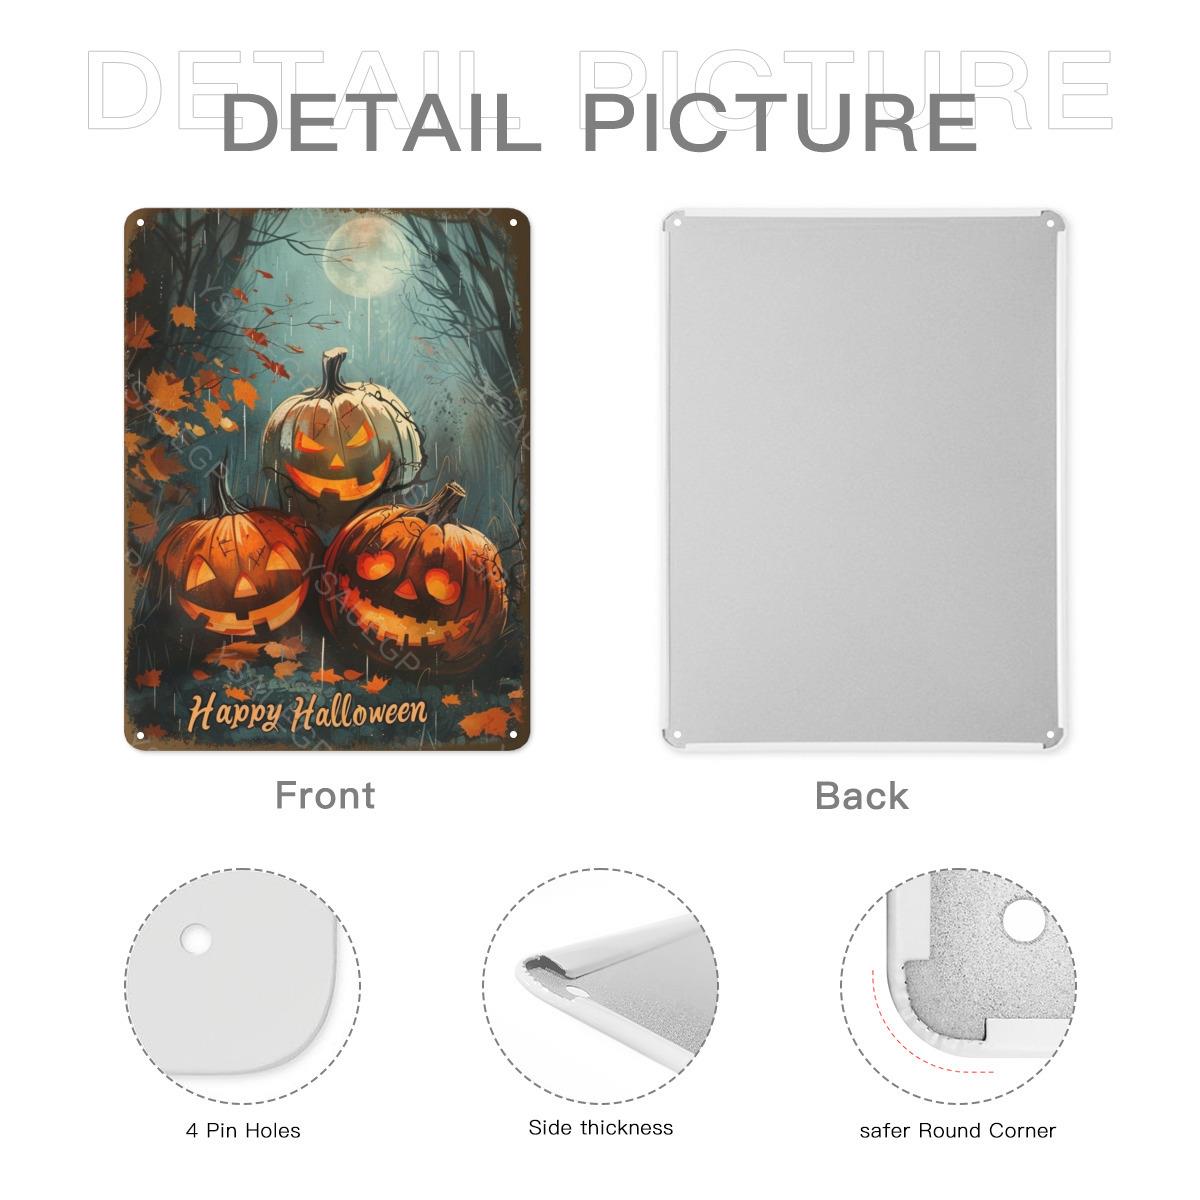 DETAIL PICTURE
DETAIL PICTURE
Happy Halloween
Front
Back
4 Pin Holes
Side thickness
safer Round Corner